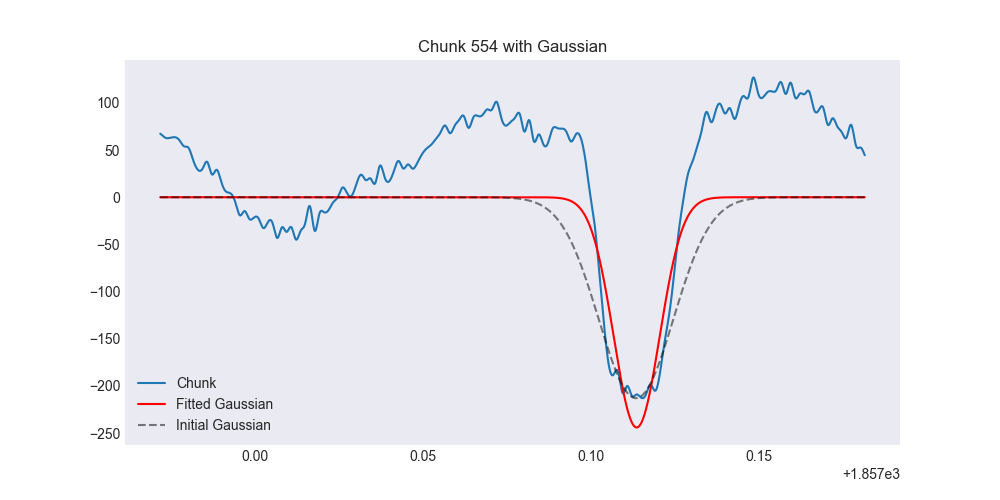 Chunk 554 with Gaussian
100
50
0
−50
−100
−150
−200
−250
Chunk
Fitted Gaussian
Initial Gaussian
0.00 0.05 0.10 0.15
+1.857e3